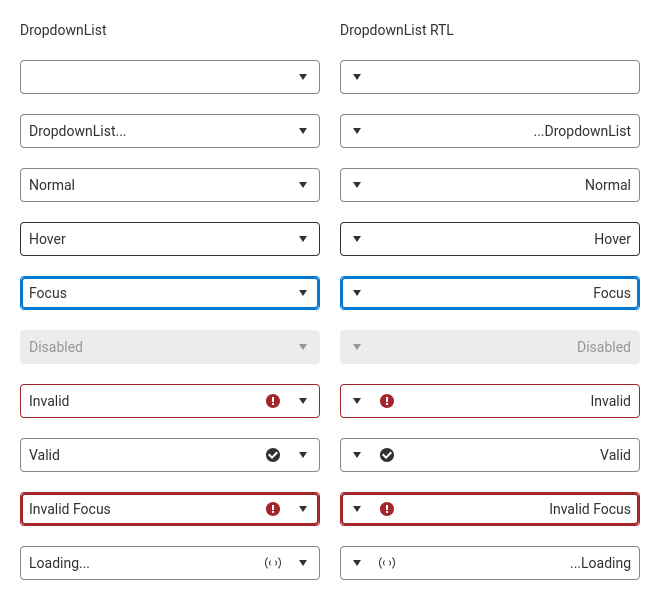 DropdownList
DropdownList RTL
DropdownList...
...DropdownList
Normal
Normal
Hover
Hover
Focus
Focus
Disabled
Disabled
Invalid
Invalid
Valid
Valid
Invalid Focus
Invalid Focus
Loading...
...Loading